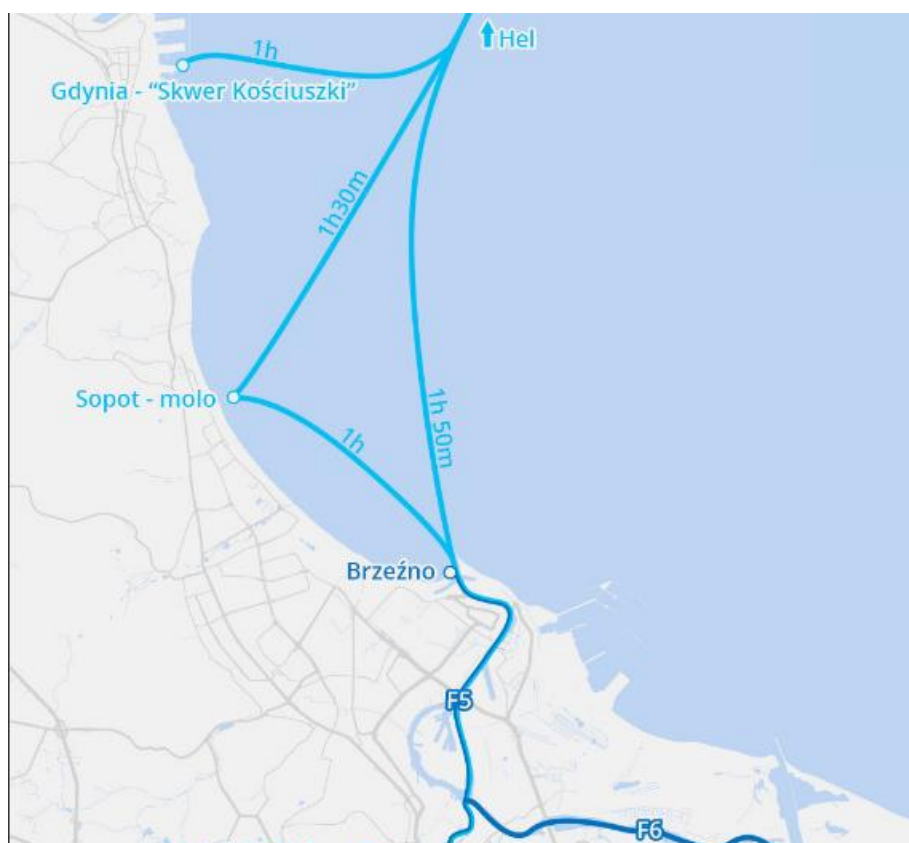 1h
Hel
Gdynia - “Skwer Kościuszki”
1h30m
Sopot - molo
1h
1h 50m
Brzeźno
F5
F6